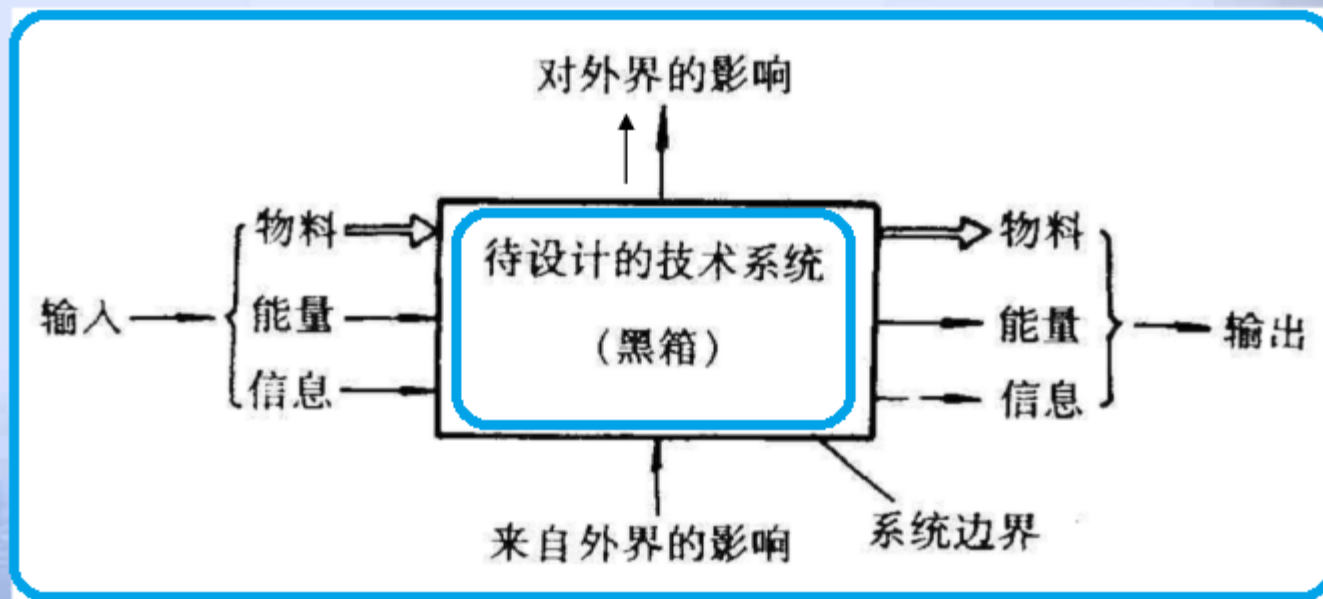 对外界的影响
物料
待设计的技术系统
物料
输入
能量
(黑箱)
能量
输出
信息
信息
来自外界的影响
系统边界